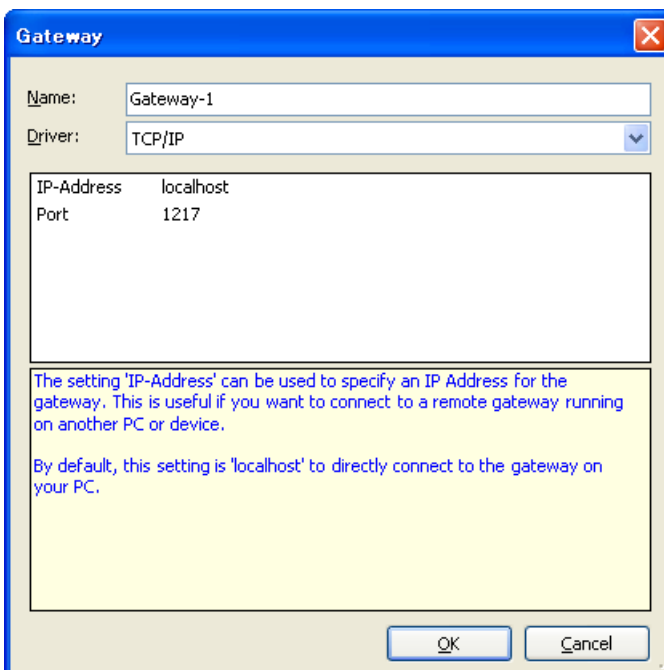 Gateway
Name: Gateway-1
Driver: TCP/IP
IP-Address localhost
Port 1217
The setting 'IP-Address' can be used to specify an IP Address for the
gateway. This is useful if you want to connect to a remote gateway running
on another PC or device.
By default, this setting is 'localhost' to directly connect to the gateway on
your PC.
OK Cancel